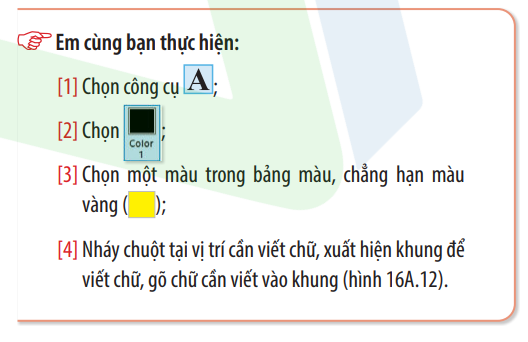 Em cùng bạn thực hiện:
[1] Chọn công cụ A;
[2] Chọn Color 1;
[3] Chọn một màu trong bảng màu, chẳng hạn màu
vàng ( );
[4] Nháy chuột tại vị trí cần viết chữ, xuất hiện khung để
viết chữ, gõ chữ cần viết vào khung (hình 16A.12).